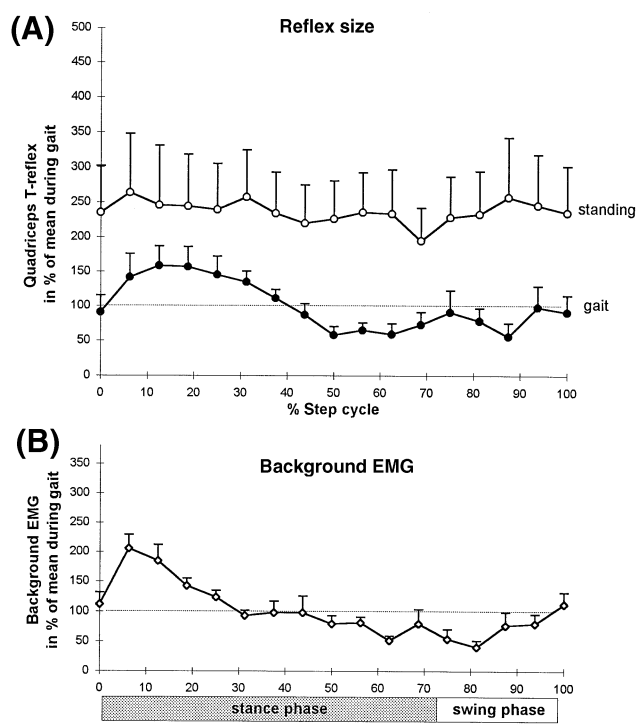 (A)
Reflex size
Quadriceps T-reflex
in % of mean during gait
500
450
400
350
300
250
200
150
100
50
0
standing
gait
0 10 20 30 40 50 60 70 80 90 100
% Step cycle
(B)
Background EMG
Background EMG
in % of mean during gait
350
300
250
200
150
100
50
0
0 10 20 30 40 50 60 70 80 90 100
stance phase swing phase